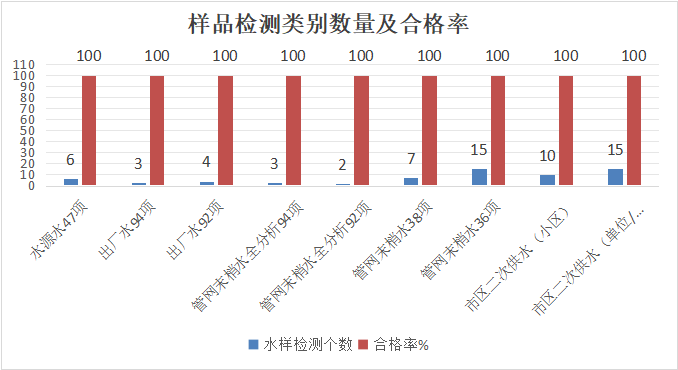 样品检测类别数量及合格率
100 100 100 100 100 100 100 100 100
110
100
90
80
70
60
50
40
30
20
10
0
6 3 4 3 2 7 15 10 15
水源水47项
出厂水94项
出厂水92项
管网末梢水全分析94项
管网末梢水全分析92项
管网末梢水38项
管网末梢水36项
市区二次供水（小区）
市区二次供水（单位/...
水样检测个数 合格率%